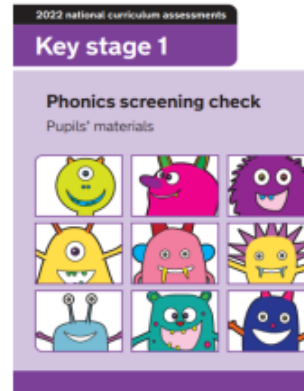 2022 national curriculum assessments
Key stage 1
Phonics screening check
Pupils' materials